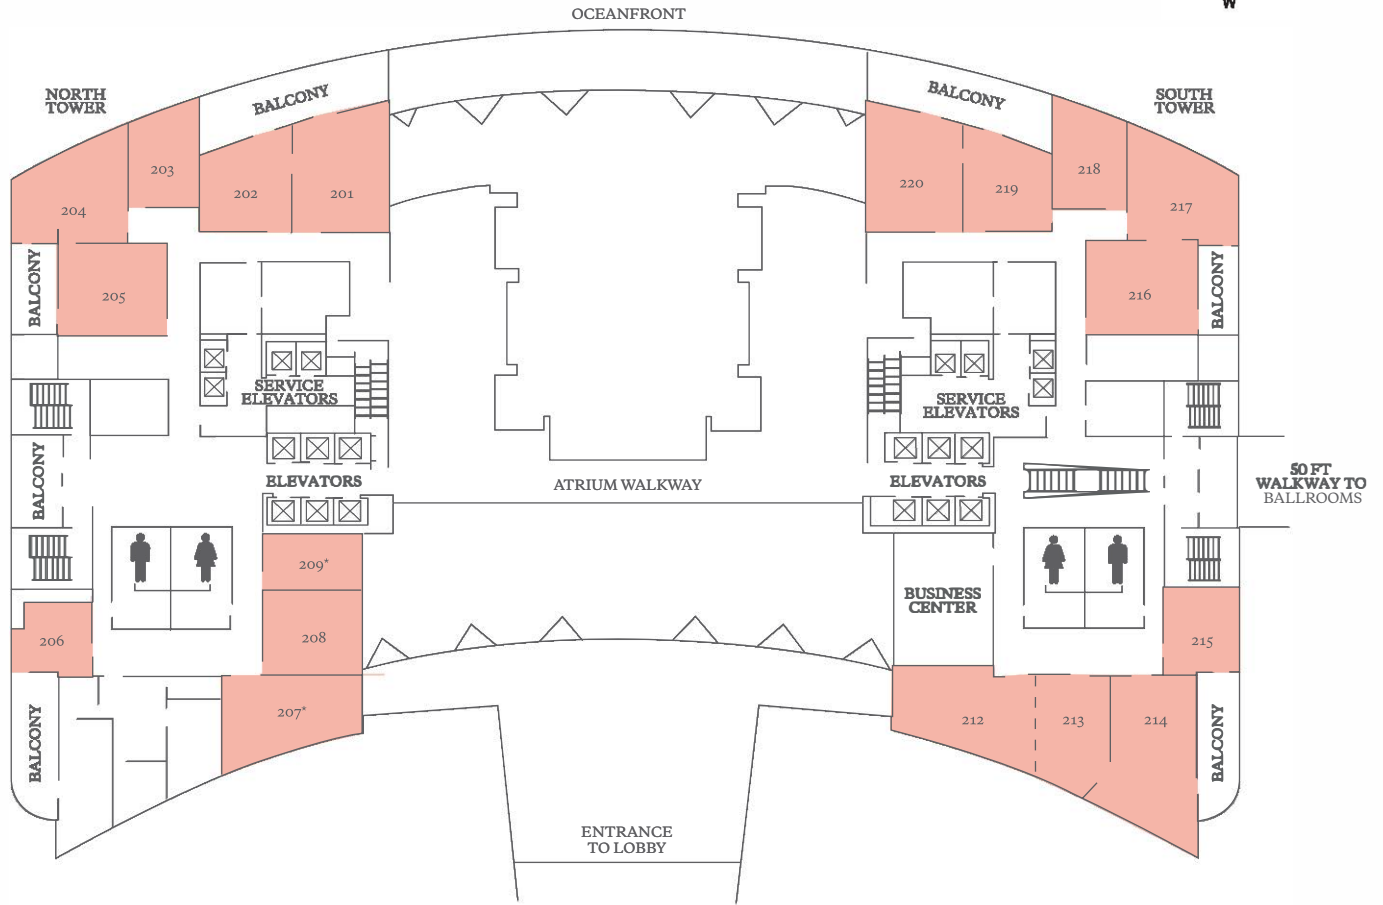 W
OCEANFRONT
NORTH
TOWER
BALCONY
BALCONY
SOUTH
TOWER
203
202
201
204
205
220
219
218
217
216
BALCONY
BALCONY
SERVICE
ELEVATORS
SERVICE
ELEVATORS
BALCONY
ELEVATORS
ATRIUM WALKWAY
ELEVATORS
50 FT
WALKWAY TO
BALLROOMS
209*
208
206
207*
BUSINESS
CENTER
215
212
213
214
BALCONY
BALCONY
ENTRANCE
TO LOBBY